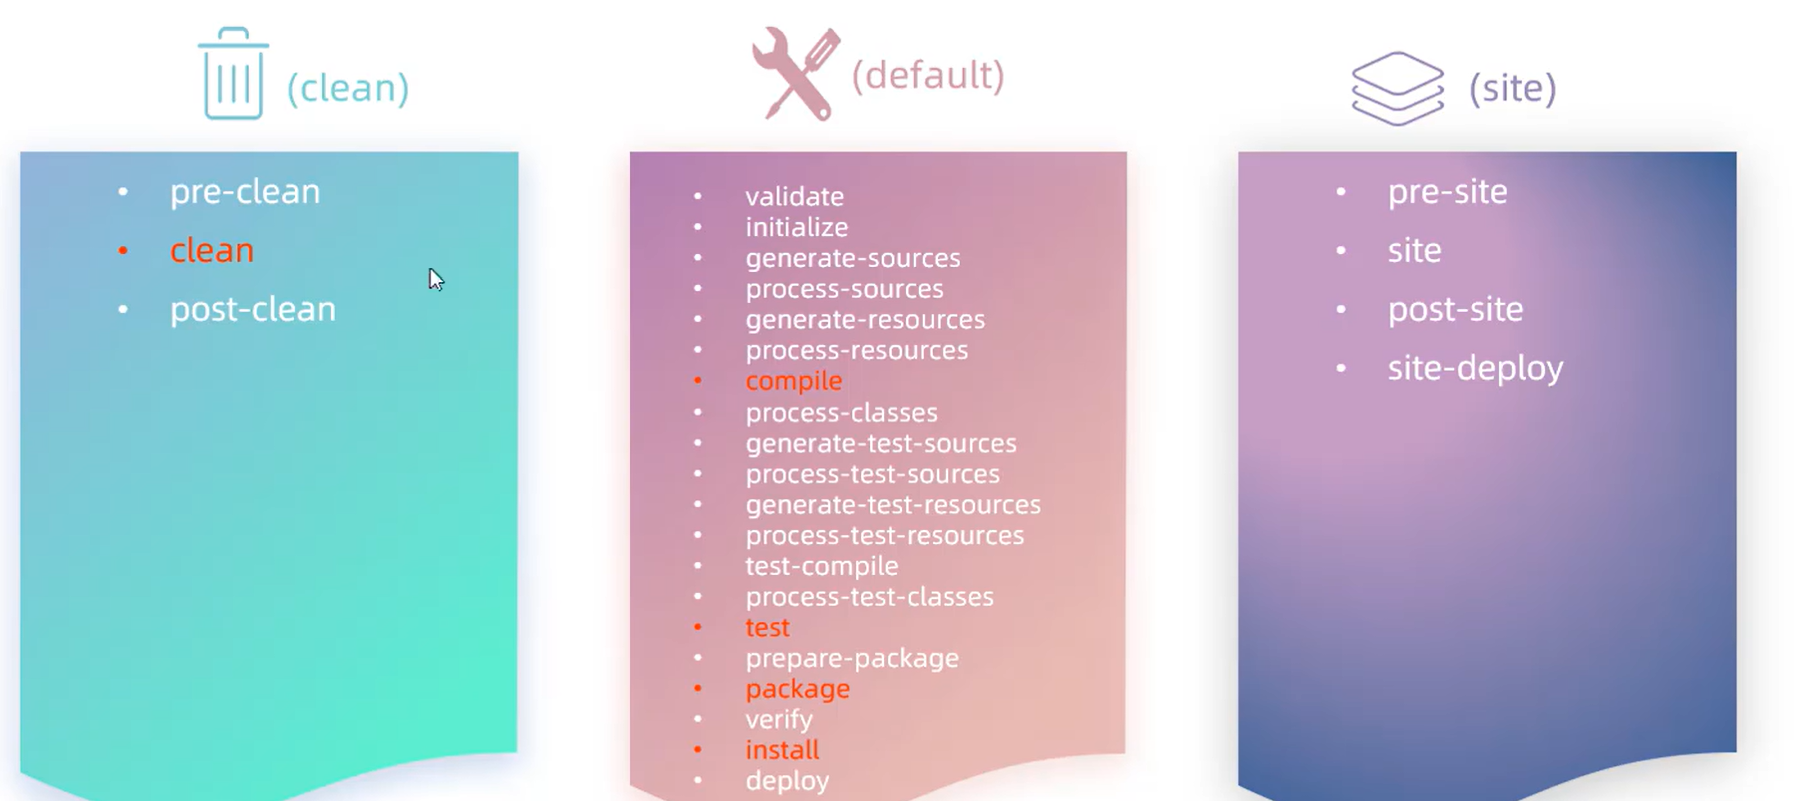 (clean)
pre-clean
clean
post-clean
(default)
validate
initialize
generate-sources
process-sources
generate-resources
process-resources
compile
process-classes
generate-test-sources
process-test-sources
generate-test-resources
process-test-resources
test-compile
process-test-classes
test
prepare-package
package
verify
install
deploy
(site)
pre-site
site
post-site
site-deploy